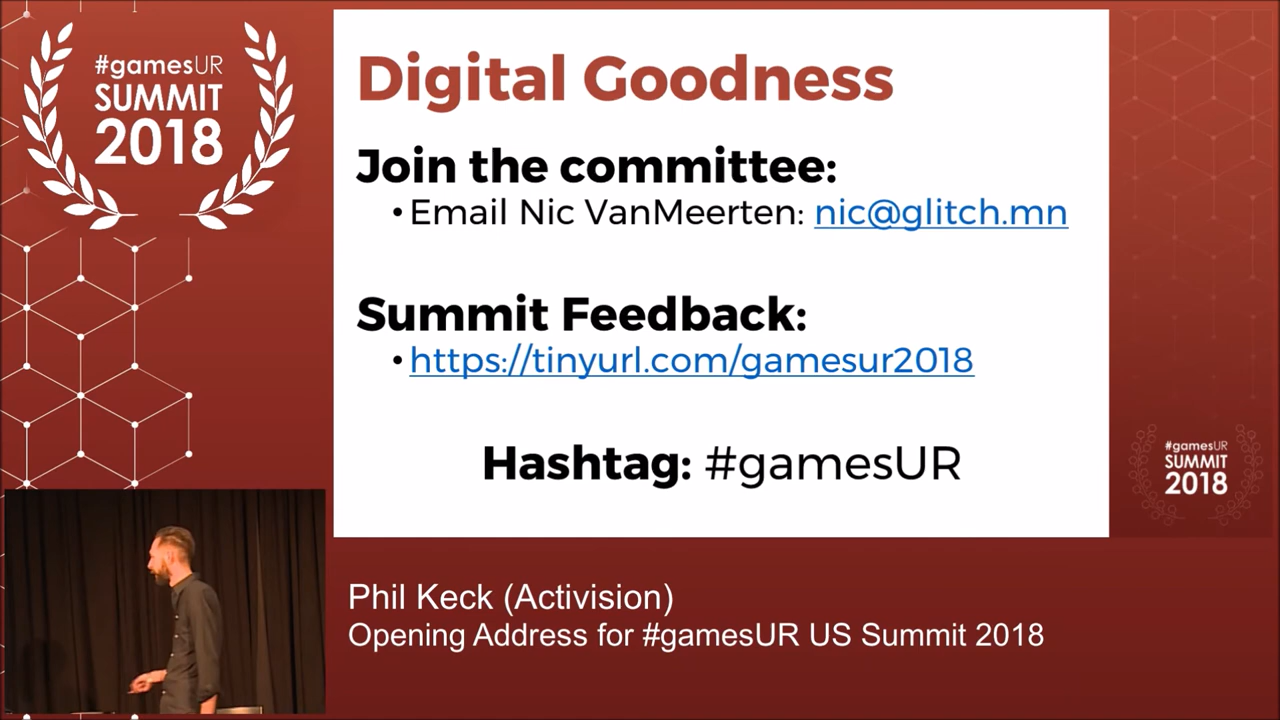 #gamesUR
SUMMIT
2018
Digital Goodness
Join the committee:
• Email Nic VanMeerten: nic@glitch.mn
Summit Feedback:
• https://tinyurl.com/gamesur2018
Hashtag: #gamesUR
#gamesUR
SUMMIT
2018
Phil Keck (Activision)
Opening Address for #gamesUR US Summit 2018